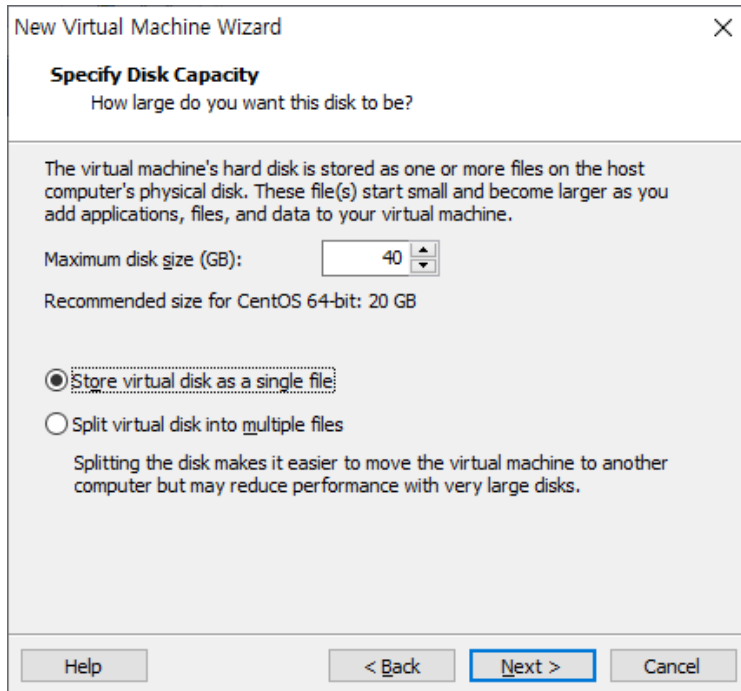 New Virtual Machine Wizard
Specify Disk Capacity
How large do you want this disk to be?
The virtual machine's hard disk is stored as one or more files on the host
computer's physical disk. These file(s) start small and become larger as you
add applications, files, and data to your virtual machine.
Maximum disk size (GB): 40
Recommended size for CentOS 64-bit: 20 GB
Store virtual disk as a single file
Split virtual disk into multiple files
Splitting the disk makes it easier to move the virtual machine to another
computer but may reduce performance with very large disks.
Help < Back Next > Cancel